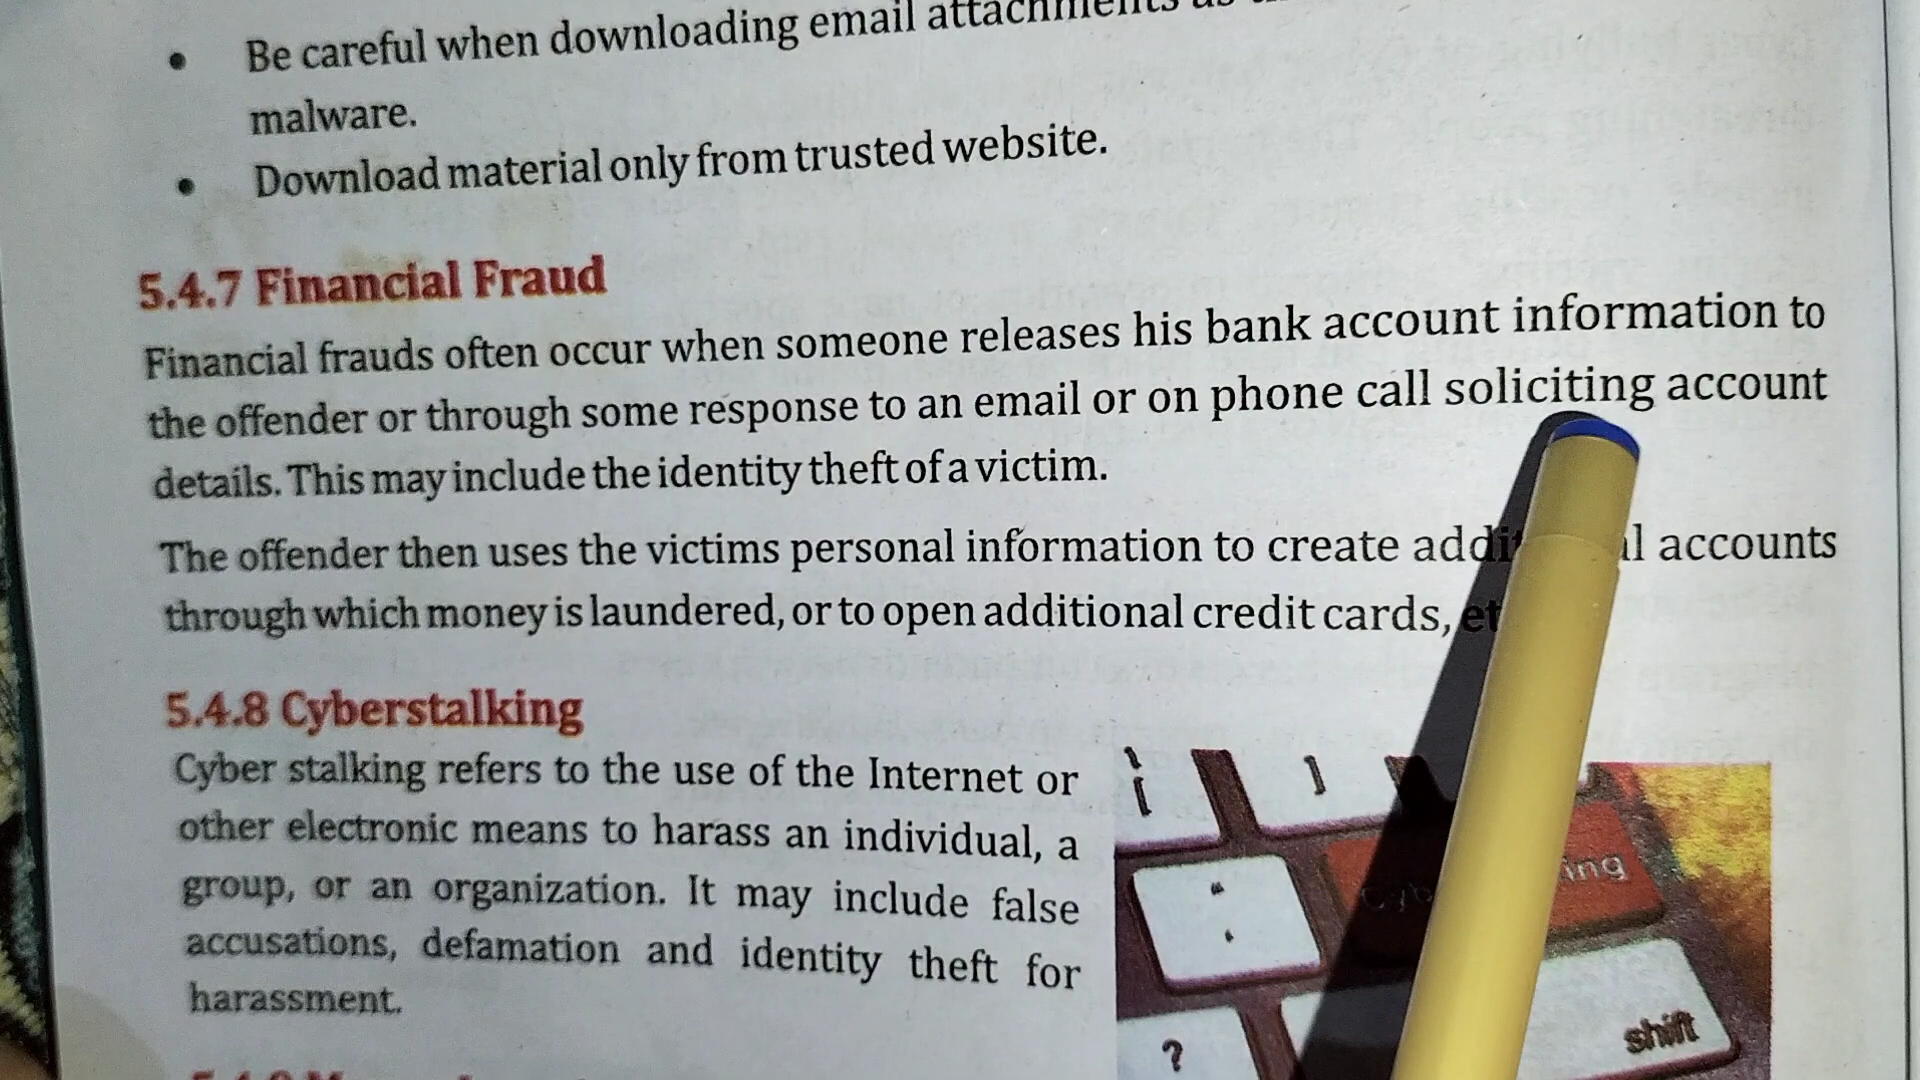 • Be careful when downloading email attachments as
malware.
• Download material only from trusted website.
5.4.7 Financial Fraud
Financial frauds often occur when someone releases his bank account information to
the offender or through some response to an email or on phone call soliciting account
details. This may include the identity theft of a victim.
The offender then uses the victims personal information to create accounts
through which money is laundered, or to open additional credit cards,
5.4.8 Cyberstalking
Cyber stalking refers to the use of the Internet or
other electronic means to harass an individual, a
group, or an organization. It may include false
accusations, defamation and identity theft for
harassment.
?
shift